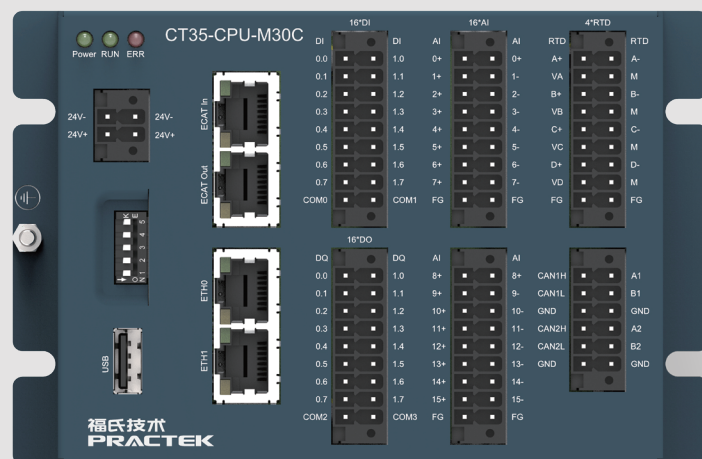 CT35-CPU-M30C
Power RUN ERR
24V- 24V-
24V+ 24V+
ECAT In
ECAT Out
KE
5
4
3
2
1
ON
ETH0
ETH1
USB
福氏技术
PRACTEK
16*DI
DI DI
0.0 1.0
0.1 1.1
0.2 1.2
0.3 1.3
0.4 1.4
0.5 1.5
0.6 1.6
0.7 1.7
COM0 COM1
16*AI
AI AI
0+ 0+
1+ 1-
2+ 2-
3+ 3-
4+ 4-
5+ 5-
6+ 6-
7+ 7-
FG FG
4*RTD
RTD RTD
A+ A-
VA M
B+ B-
VB M
C+ C-
VC M
D+ D-
VD M
FG FG
16*DO
DQ DQ
0.0 1.0
0.1 1.1
0.2 1.2
0.3 1.3
0.4 1.4
0.5 1.5
0.6 1.6
0.7 1.7
COM2 COM3
AI AI
8+ 8+
9+ 9-
10+ 10-
11+ 11-
12+ 12-
13+ 13-
14+ 14-
15+ 15-
FG FG
CAN1H A1
CAN1L B1
GND GND
CAN2H A2
CAN2L B2
GND GND